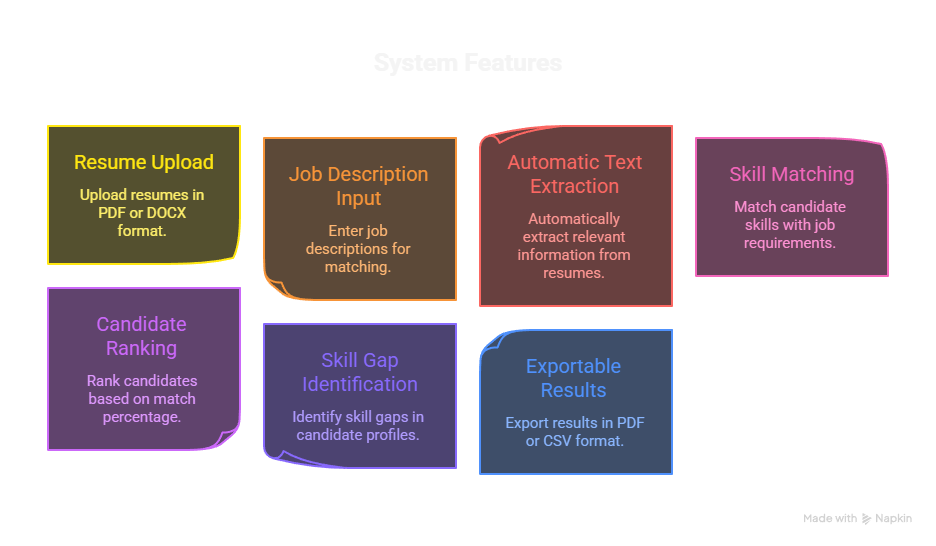 System Features
Resume Upload
Upload resumes in
PDF or DOCX
format.
Job Description
Input
Enter job
descriptions for
matching.
Automatic Text
Extraction
Automatically
extract relevant
information from
resumes.
Skill Matching
Match candidate
skills with job
requirements.
Candidate
Ranking
Rank candidates
based on match
percentage.
Skill Gap
Identification
Identify skill gaps in
candidate profiles.
Exportable
Results
Export results in PDF
or CSV format.
Made with Napkin